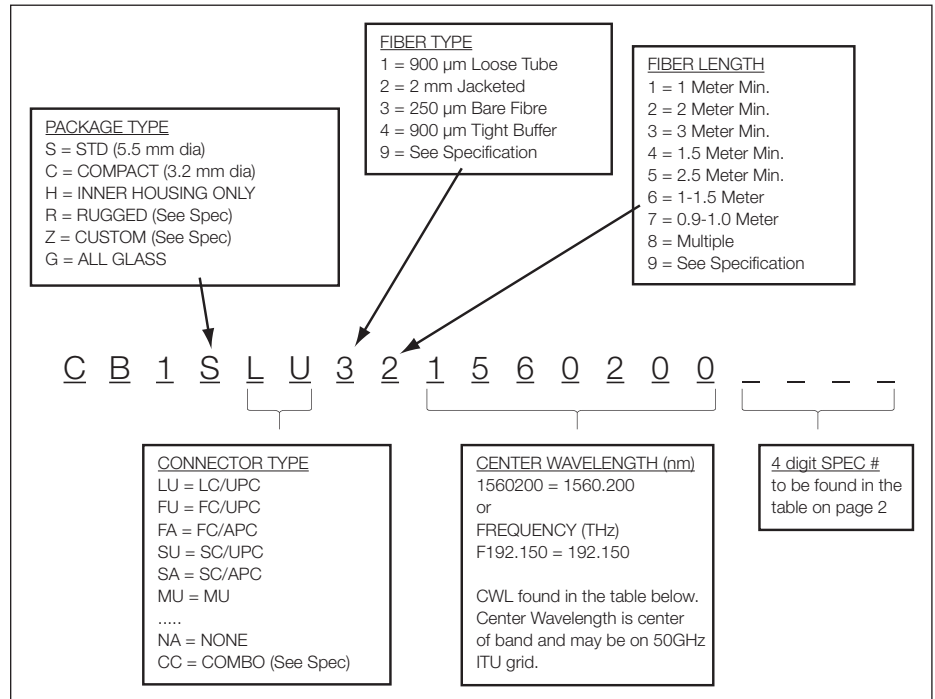 FIBER TYPE
1 = 900 µm Loose Tube
2 = 2 mm Jacketed
3 = 250 µm Bare Fibre
4 = 900 µm Tight Buffer
9 = See Specification
FIBER LENGTH
1 = 1 Meter Min.
2 = 2 Meter Min.
3 = 3 Meter Min.
4 = 1.5 Meter Min.
5 = 2.5 Meter Min.
6 = 1-1.5 Meter
7 = 0.9-1.0 Meter
8 = Multiple
9 = See Specification
PACKAGE TYPE
S = STD (5.5 mm dia)
C = COMPACT (3.2 mm dia)
H = INNER HOUSING ONLY
R = RUGGED (See Spec)
Z = CUSTOM (See Spec)
G = ALL GLASS
C B 1 S L U 3 2 1 5 6 0 2 0 0 _ _ _ _
CONNECTOR TYPE
LU = LC/UPC
FU = FC/UPC
FA = FC/APC
SU = SC/UPC
SA = SC/APC
MU = MU
.....
NA = NONE
CC = COMBO (See Spec)
CENTER WAVELENGTH (nm)
1560200 = 1560.200
or
FREQUENCY (THz)
F192.150 = 192.150
CWL found in the table below.
Center Wavelength is center
of band and may be on 50GHz
ITU grid.
4 digit SPEC #
to be found in the
table on page 2